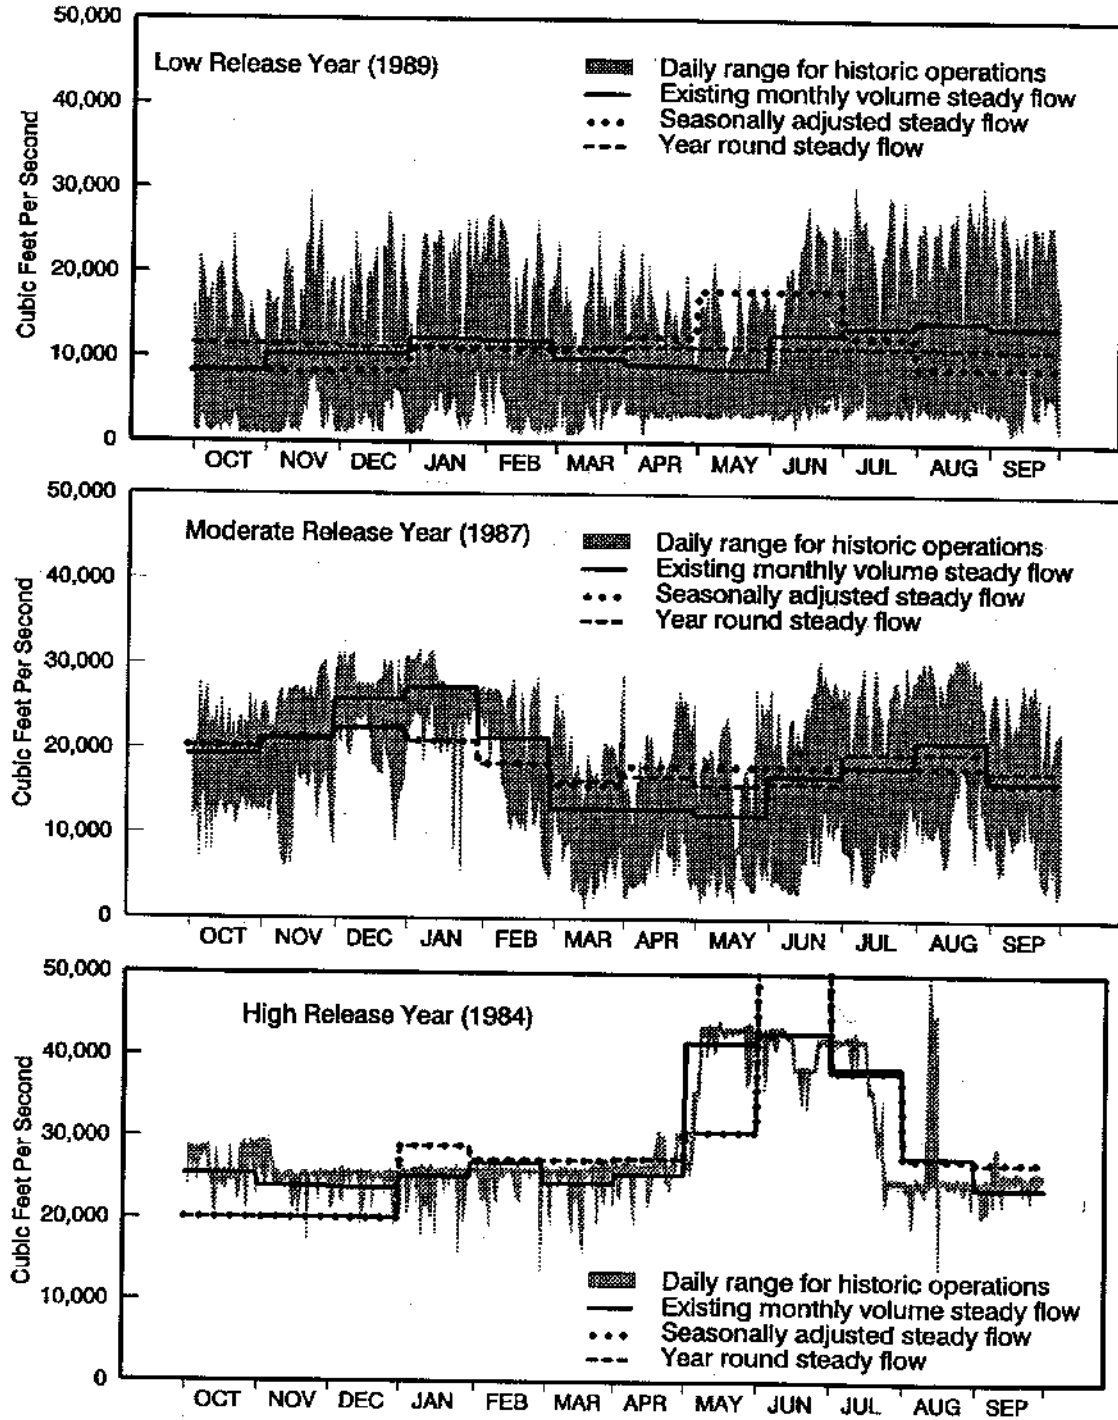 50,000
Low Release Year (1989)
Daily range for historic operations
Existing monthly volume steady flow
Seasonally adjusted steady flow
Year round steady flow
40,000
30,000
20,000
10,000
0
Cubic Feet Per Second
OCT NOV DEC JAN FEB MAR APR MAY JUN JUL AUG SEP
50,000
Moderate Release Year (1987)
Daily range for historic operations
Existing monthly volume steady flow
Seasonally adjusted steady flow
Year round steady flow
40,000
30,000
20,000
10,000
0
Cubic Feet Per Second
OCT NOV DEC JAN FEB MAR APR MAY JUN JUL AUG SEP
50,000
High Release Year (1984)
40,000
30,000
20,000
10,000
0
Cubic Feet Per Second
Daily range for historic operations
Existing monthly volume steady flow
Seasonally adjusted steady flow
Year round steady flow
OCT NOV DEC JAN FEB MAR APR MAY JUN JUL AUG SEP